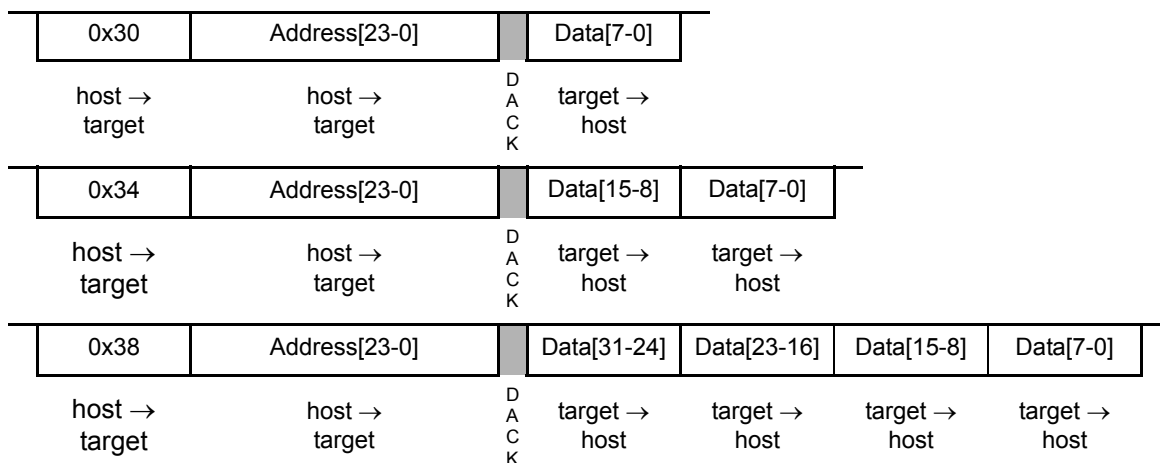 0x30 Address[23-0] Data[7-0]
host → host → D A C K target →
target target host
0x34 Address[23-0] Data[15-8] Data[7-0]
host → host → D A C K target → target →
target target host host
0x38 Address[23-0] Data[31-24] Data[23-16] Data[15-8] Data[7-0]
host → host → D A C K target → target → target → target →
target target host host host host